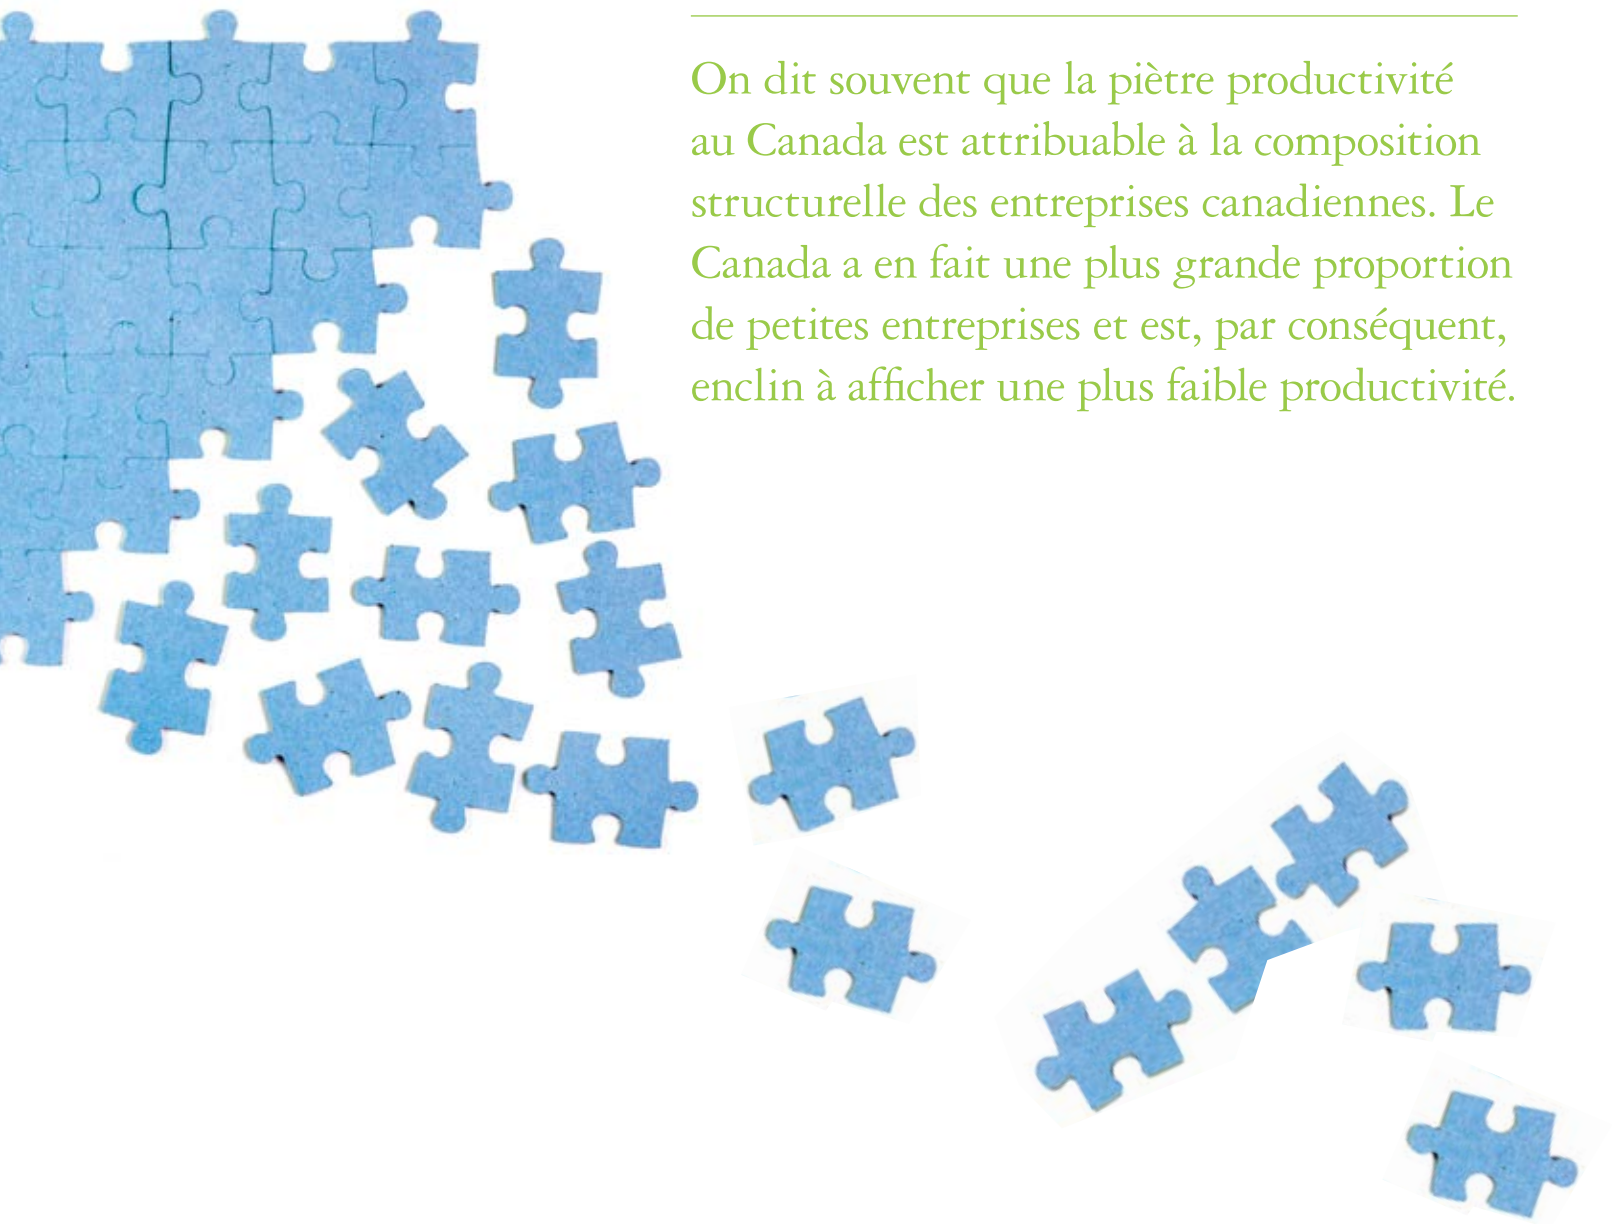 On dit souvent que la piètre productivité
au Canada est attribuable à la composition
structurelle des entreprises canadiennes. Le
Canada a en fait une plus grande proportion
de petites entreprises et est, par conséquent,
enclin à afficher une plus faible productivité.